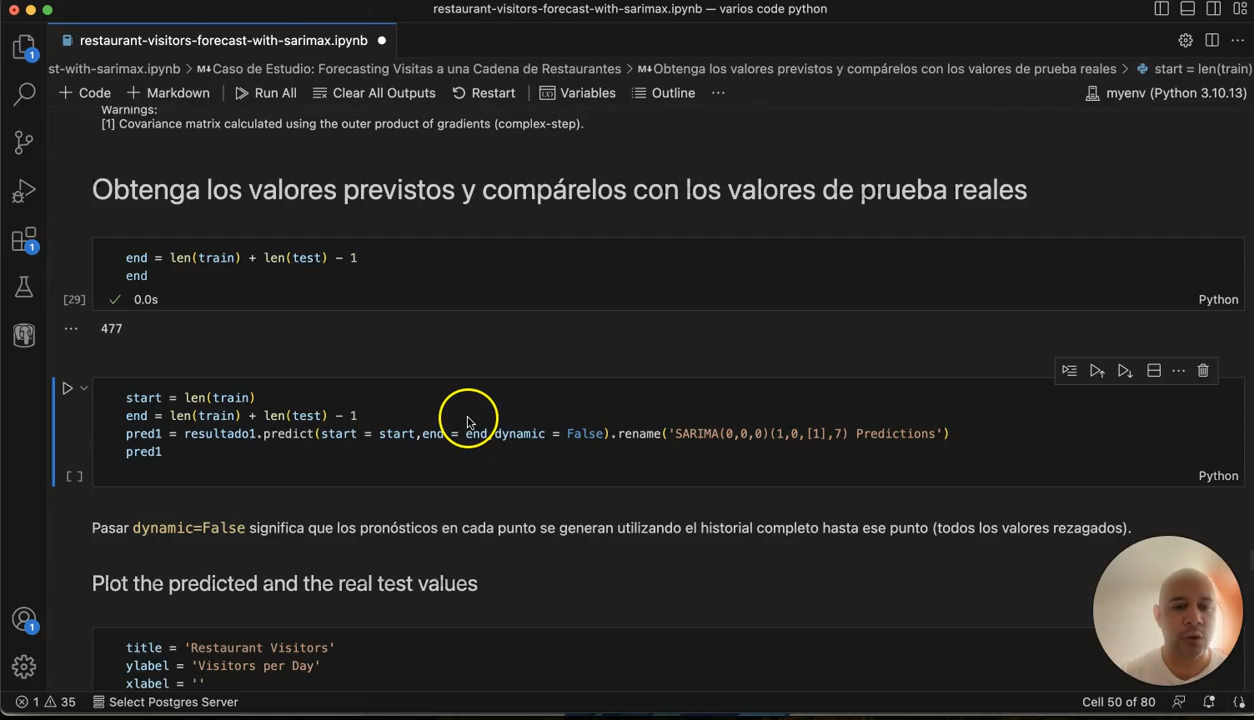 restaurant-visitors-forecast-with-sarimax.ipynb — varios code python
restaurant-visitors-forecast-with-sarimax.ipynb
st-with-sarimax.ipynb > M↓Caso de Estudio: Forecasting Visitas a una Cadena de Restaurantes > M↓Obtenga los valores previstos y compárelos con los valores de prueba reales > start = len(train)
+ Code + Markdown Run All Clear All Outputs Restart Variables Outline ··· myenv (Python 3.10.13)
Warnings:
[1] Covariance matrix calculated using the outer product of gradients (complex-step).
Obtenga los valores previstos y compárelos con los valores de prueba reales
end = len(train) + len(test) - 1
end
[29] 0.0s Python
477
start = len(train)
end = len(train) + len(test) - 1
pred1 = resultado1.predict(start = start,end = end,dynamic = False).rename('SARIMA(0,0,0)(1,0,[1],7) Predictions')
pred1
[ ] Python
Pasar dynamic=False significa que los pronósticos en cada punto se generan utilizando el historial completo hasta ese punto (todos los valores rezagados).
Plot the predicted and the real test values
title = 'Restaurant Visitors'
ylabel = 'Visitors per Day'
xlabel = ''
1
1
1
1 35 Select Postgres Server Cell 50 of 80